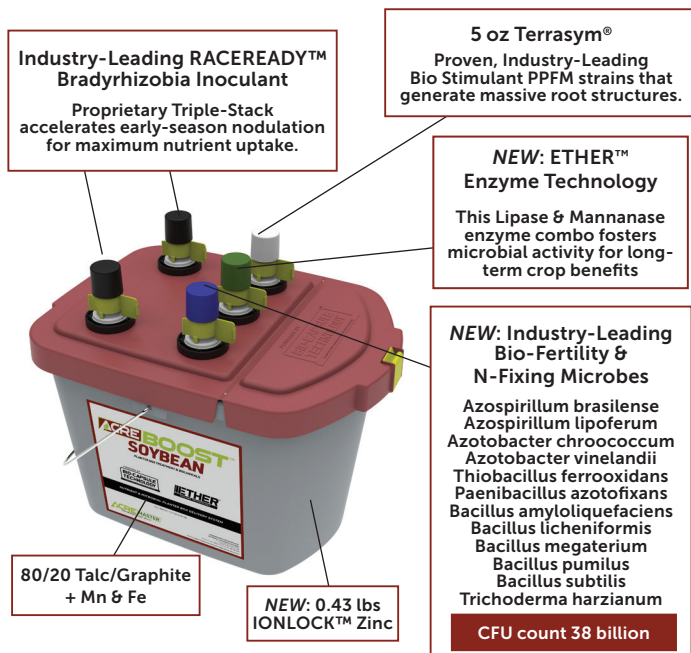 Industry-Leading RACEREADY™
Bradyrhizobia Inoculant
Proprietary Triple-Stack
accelerates early-season nodulation
for maximum nutrient uptake.
5 oz Terrasym®
Proven, Industry-Leading
Bio Stimulant PPFM strains that
generate massive root structures.
NEW: ETHER™
Enzyme Technology
This Lipase & Mannanase
enzyme combo fosters
microbial activity for long-
term crop benefits
NEW: Industry-Leading
Bio-Fertility &
N-Fixing Microbes
Azospirillum brasilense
Azospirillum lipoferum
Azotobacter chroococcum
Azotobacter vinelandii
Thiobacillus ferrooxidans
Paenibacillus azotofixans
Bacillus amyloliquefaciens
Bacillus licheniformis
Bacillus megaterium
Bacillus pumilus
Bacillus subtilis
Trichoderma harzianum
CFU count 38 billion
ACRE BOOST™
SOYBEAN
BIO-CAPSULE
TECHNOLOGY
ETHER
ACREMASTER
80/20 Talc/Graphite
+ Mn & Fe
NEW: 0.43 lbs
IONLOCK™ Zinc